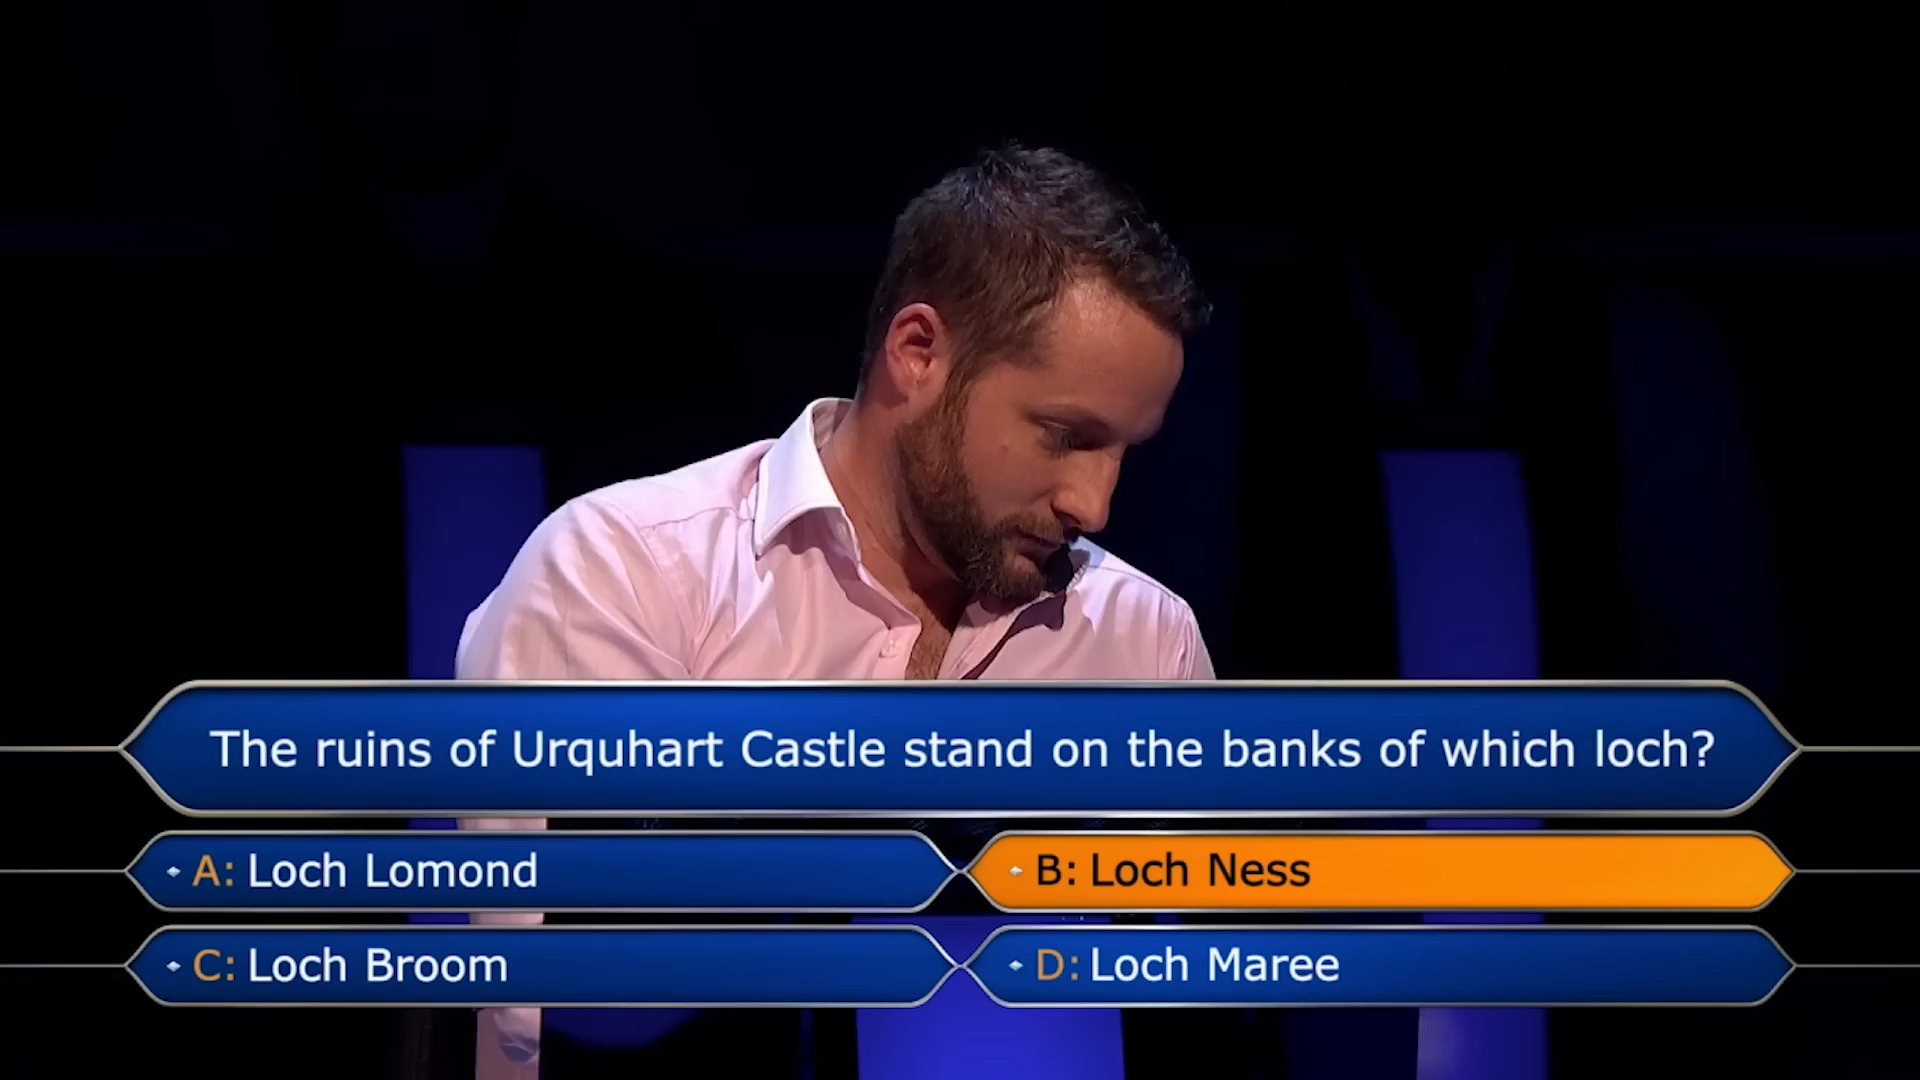 The ruins of Urquhart Castle stand on the banks of which loch?
A: Loch Lomond
B: Loch Ness
C: Loch Broom
D: Loch Maree